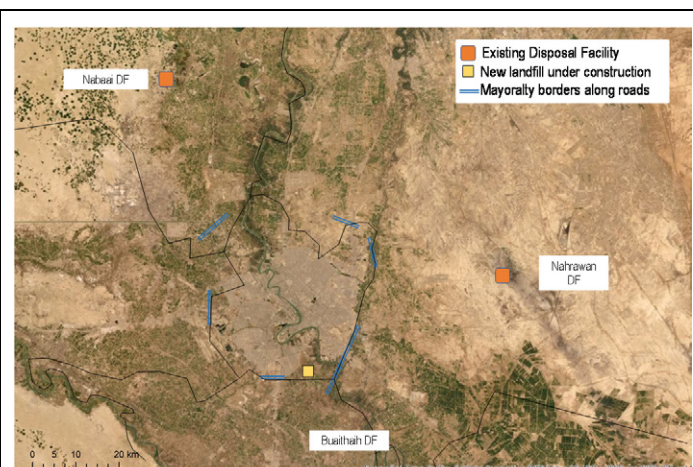 Existing Disposal Facility
New landfill under construction
Mayoralty borders along roads
Nabaai DF
Nahrawan
DF
Buaithaih DF
0 5 10 20 km